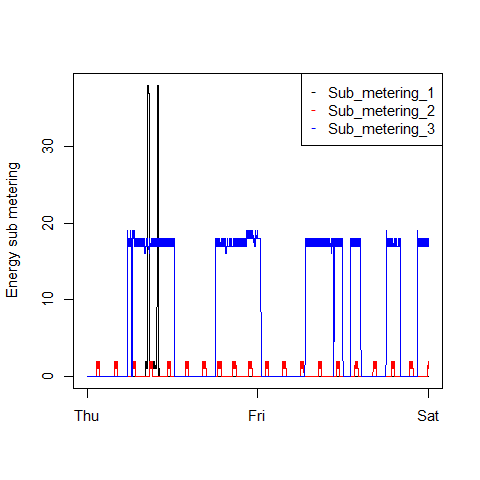 Sub_metering_1
Sub_metering_2
Sub_metering_3
Energy sub metering
30
20
10
0
Thu Fri Sat